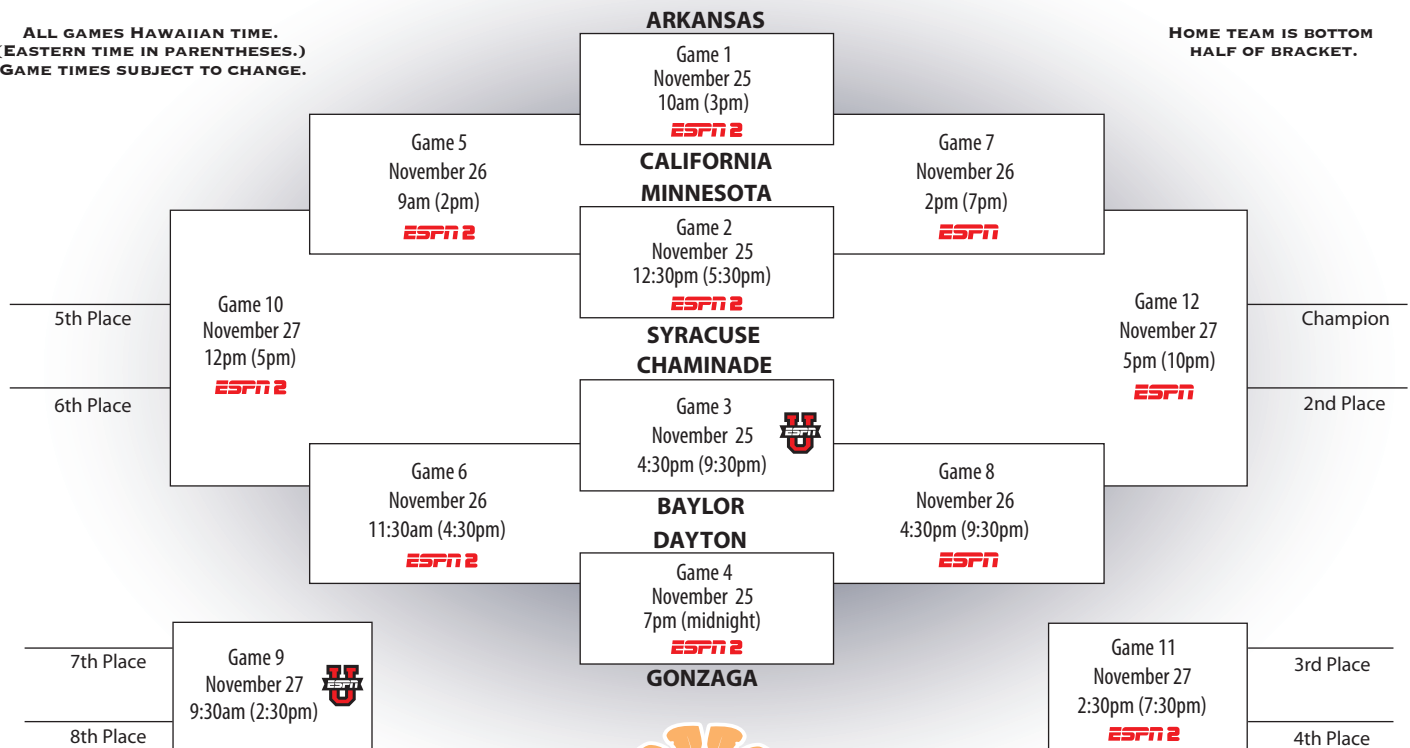 ALL GAMES HAWAIIAN TIME.
(EASTERN TIME IN PARENTHESES.)
GAME TIMES SUBJECT TO CHANGE.
HOME TEAM IS BOTTOM
HALF OF BRACKET.
ARKANSAS
Game 1
November 25
10am (3pm)
ESPN 2
CALIFORNIA
MINNESOTA
Game 2
November 25
12:30pm (5:30pm)
ESPN 2
SYRACUSE
CHAMINADE
Game 3
November 25
4:30pm (9:30pm)
ESPN U
BAYLOR
DAYTON
Game 4
November 25
7pm (midnight)
ESPN 2
GONZAGA
Game 5
November 26
9am (2pm)
ESPN 2
Game 7
November 26
2pm (7pm)
ESPN
Game 10
November 27
12pm (5pm)
ESPN 2
5th Place
6th Place
Game 12
November 27
5pm (10pm)
ESPN
Champion
2nd Place
Game 6
November 26
11:30am (4:30pm)
ESPN 2
Game 8
November 26
4:30pm (9:30pm)
ESPN
7th Place
8th Place
Game 9
November 27
9:30am (2:30pm)
ESPN U
Game 11
November 27
2:30pm (7:30pm)
ESPN 2
3rd Place
4th Place